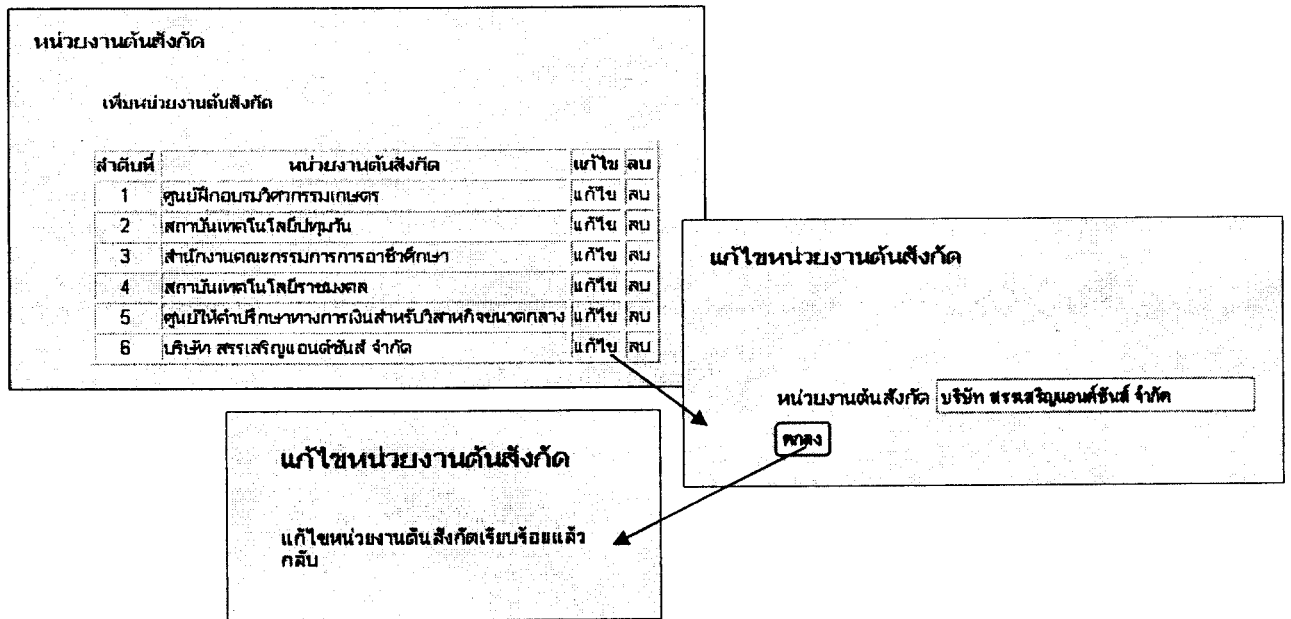 หน่วยงานต้นสังกัด
เพิ่มหน่วยงานต้นสังกัด
ลำดับที่ หน่วยงานต้นสังกัด แก้ไข ลบ
1 ศูนย์ฝึกอบรมวิศวกรรมเกษตร แก้ไข ลบ
2 สถาบันเทคโนโลยีปทุมวัน แก้ไข ลบ
3 สำนักงานคณะกรรมการการอาชีวศึกษา แก้ไข ลบ
4 สถาบันเทคโนโลยีราชมงคล แก้ไข ลบ
5 ศูนย์ให้คำปรึกษาทางการเงินสำหรับวิสาหกิจขนาดกลาง แก้ไข ลบ
6 บริษัท สรรเสริญแอนด์ซันส์ จำกัด แก้ไข ลบ
แก้ไขหน่วยงานต้นสังกัด
หน่วยงานต้นสังกัด บริษัท สรรเสริญแอนด์ซันส์ จำกัด
ตกลง
แก้ไขหน่วยงานต้นสังกัด
แก้ไขหน่วยงานต้นสังกัดเรียบร้อยแล้ว
กลับ